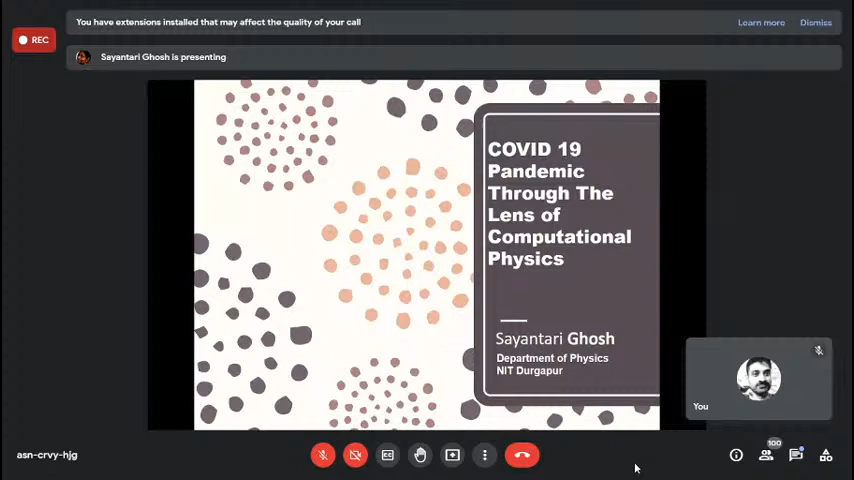 You have extensions installed that may affect the quality of your call
Learn more
Dismiss
REC
Sayantari Ghosh is presenting
COVID 19
Pandemic
Through The
Lens of
Computational
Physics
Sayantari Ghosh
Department of Physics
NIT Durgapur
You
asn-crvy-hjg
CC
100